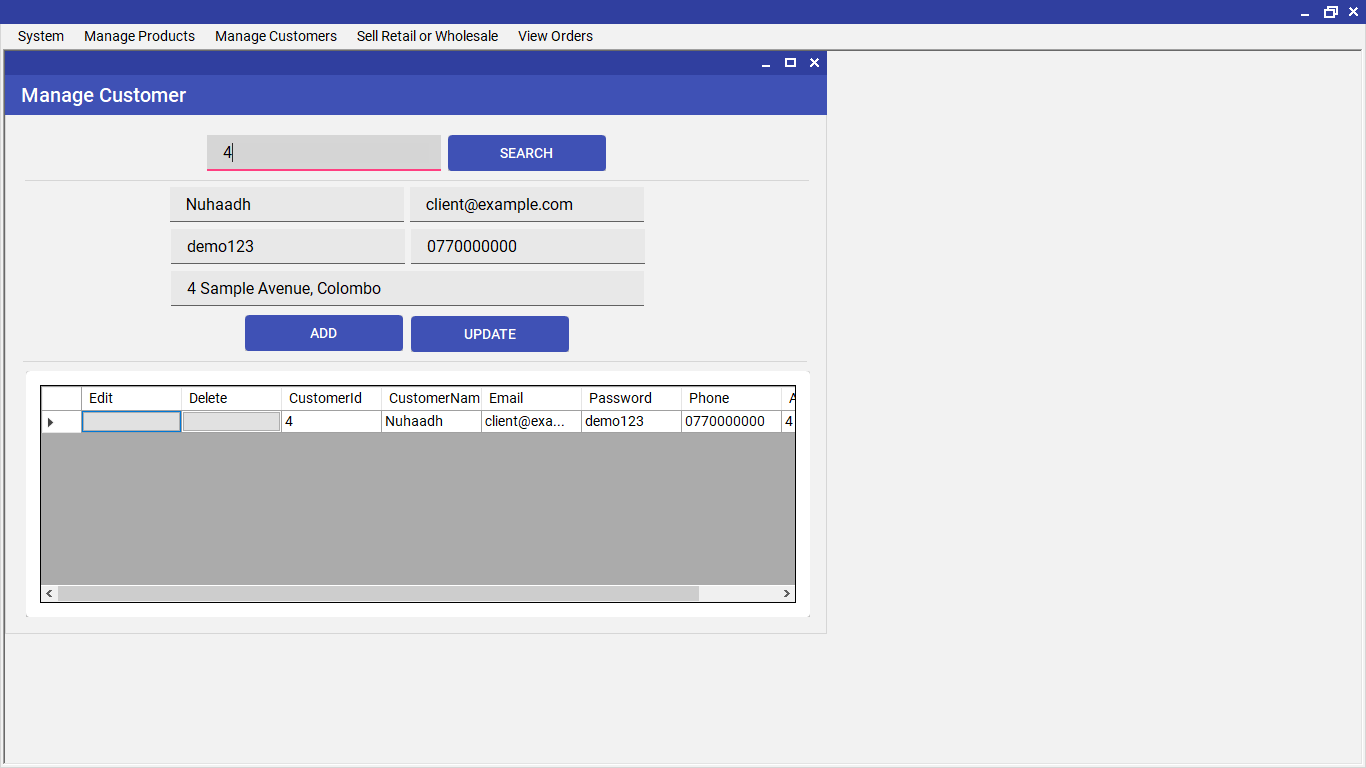 System Manage Products Manage Customers Sell Retail or Wholesale View Orders
Manage Customer
4 SEARCH
Nuhaadh client@example.com
demo123 0770000000
4 Sample Avenue, Colombo
ADD UPDATE
Edit Delete CustomerId CustomerNam Email Password Phone A
4 Nuhaadh client@exa... demo123 0770000000 4